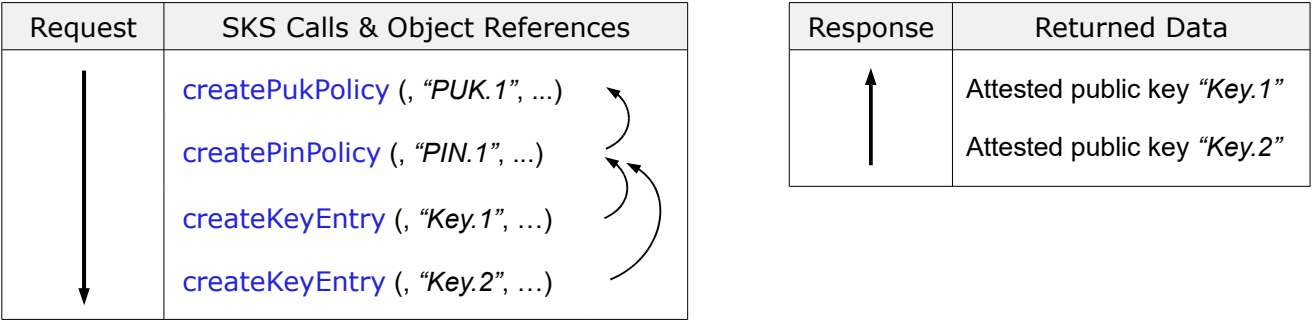 Request SKS Calls & Object References
createPukPolicy (, “PUK.1”, ...)
createPinPolicy (, “PIN.1”, ...)
createKeyEntry (, “Key.1”, …)
createKeyEntry (, “Key.2”, …)
Response Returned Data
Attested public key “Key.1”
Attested public key “Key.2”